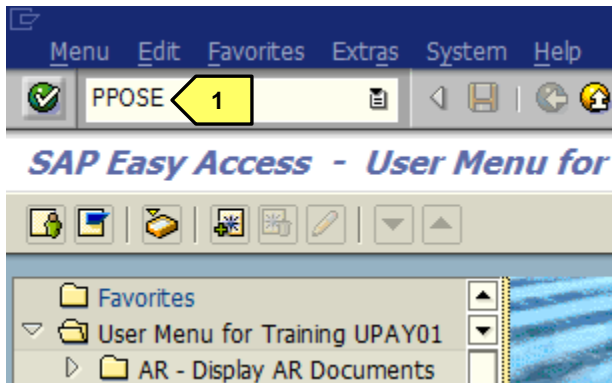 Menu Edit Favorites Extras System Help
PPOSE 1
SAP Easy Access - User Menu for
Favorites
User Menu for Training UPAY01
AR - Display AR Documents